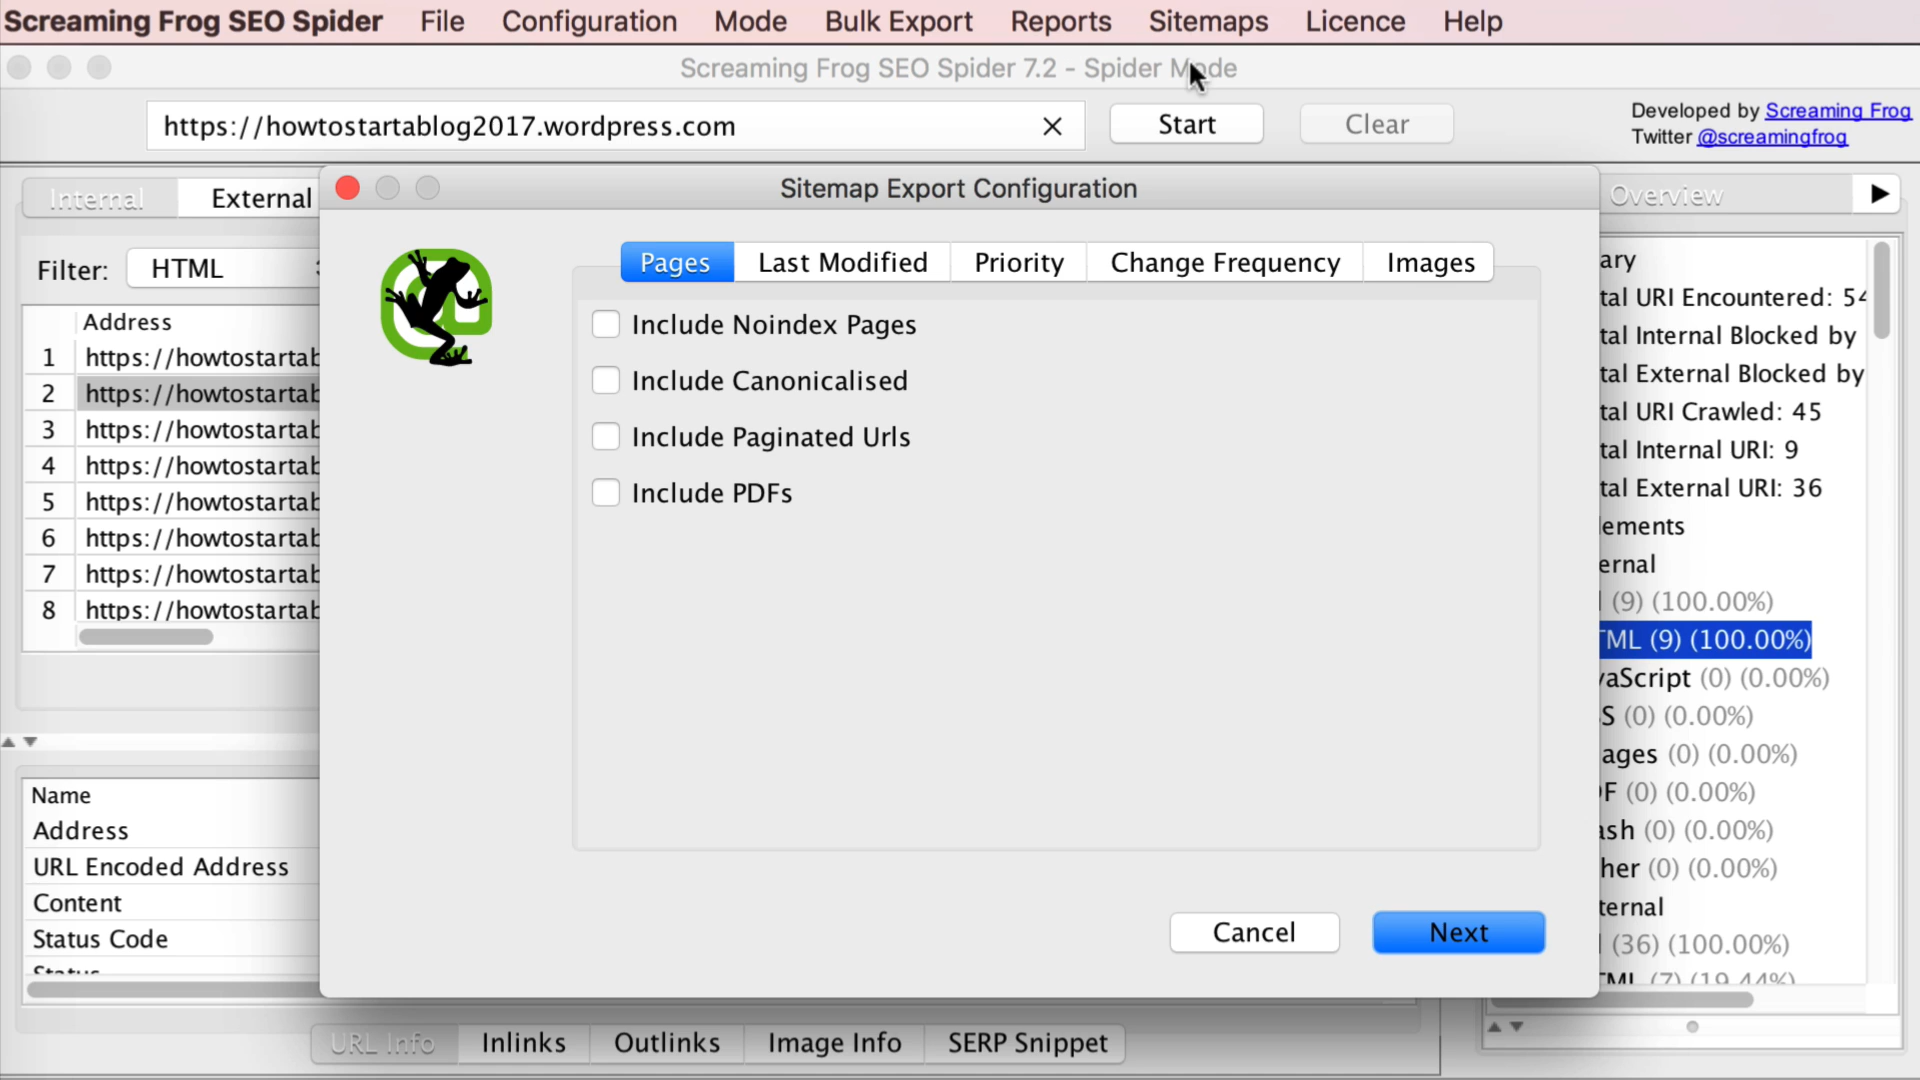 Screaming Frog SEO Spider File Configuration Mode Bulk Export Reports Sitemaps Licence Help
Screaming Frog SEO Spider 7.2 - Spider Mode
https://howtostartablog2017.wordpress.com
Start
Clear
Developed by Screaming Frog
Twitter @screamingfrog
Internal External
Overview
Filter: HTML
Address
1 https://howtostartab
2 https://howtostartab
3 https://howtostartab
4 https://howtostartab
5 https://howtostartab
6 https://howtostartab
7 https://howtostartab
8 https://howtostartab
Name
Address
URL Encoded Address
Content
Status Code
Status
Sitemap Export Configuration
Pages Last Modified Priority Change Frequency Images
Include Noindex Pages
Include Canonicalised
Include Paginated Urls
Include PDFs
Cancel Next
ary
tal URI Encountered: 54
tal Internal Blocked by
tal External Blocked by
tal URI Crawled: 45
tal Internal URI: 9
tal External URI: 36
ements
ernal
(9) (100.00%)
TML (9) (100.00%)
vaScript (0) (0.00%)
S (0) (0.00%)
ages (0) (0.00%)
F (0) (0.00%)
ash (0) (0.00%)
her (0) (0.00%)
ternal
(36) (100.00%)
TML (7) (19.44%)
URL Info Inlinks Outlinks Image Info SERP Snippet